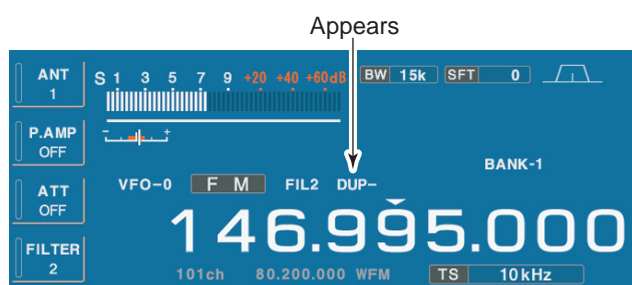 Appears
ANT
1
S 1 3 5 7 9 +20 +40 +60dB
BW 15k SFT 0
P.AMP
OFF
- +
BANK-1
ATT
OFF
VFO-0 FM FIL2 DUP-
146.995.000
FILTER
2
101ch 80.200.000 WFM TS 10kHz